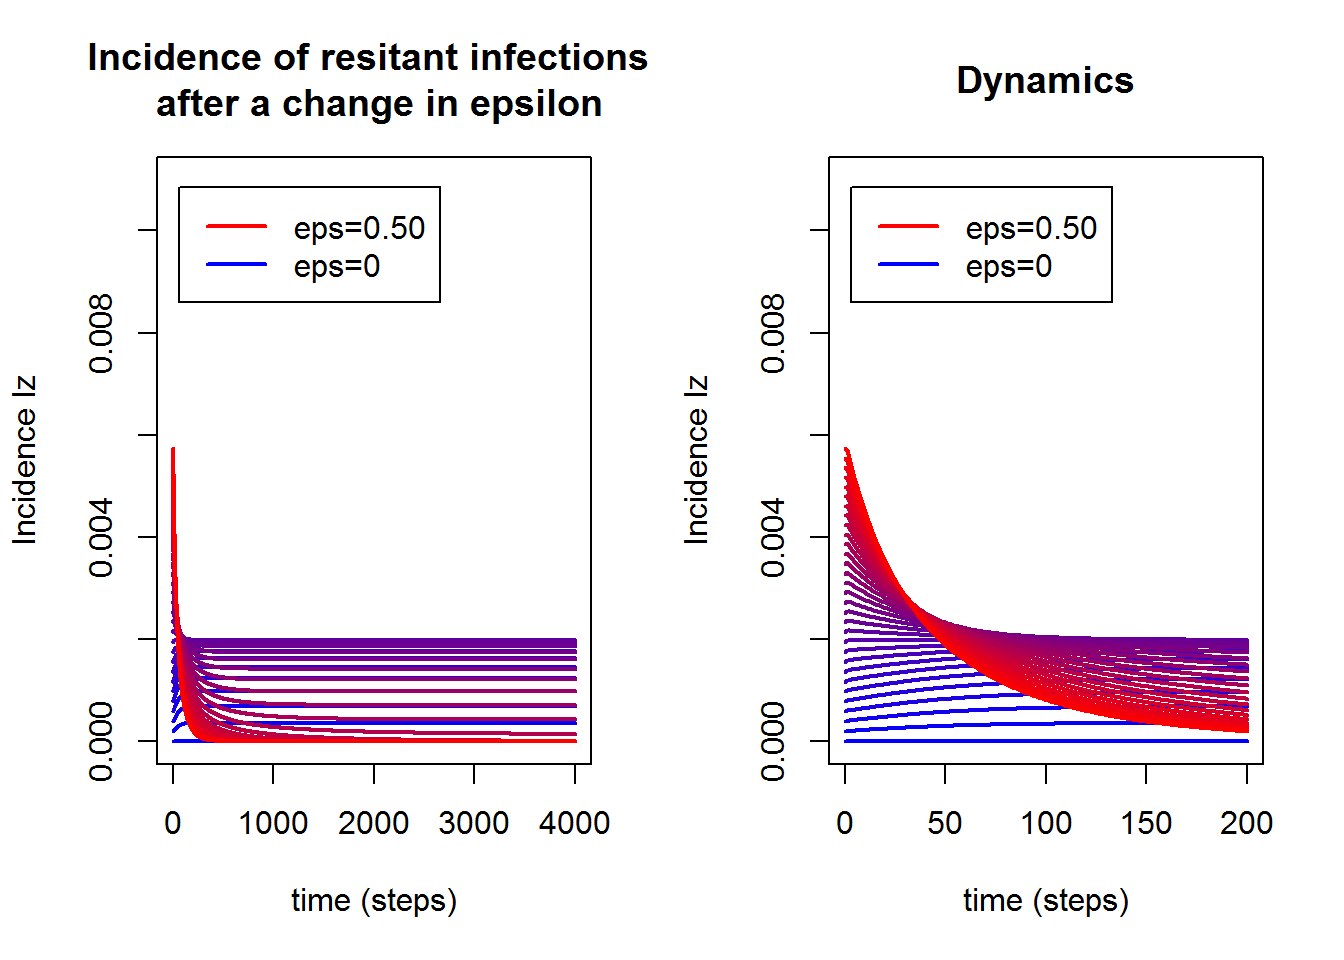 Incidence of resitant infections
after a change in epsilon
eps=0.50
eps=0
Incidence Iz
0.000
0.004
0.008
0
1000
2000
3000
4000
time (steps)
Dynamics
eps=0.50
eps=0
Incidence Iz
0.000
0.004
0.008
0
50
100
150
200
time (steps)